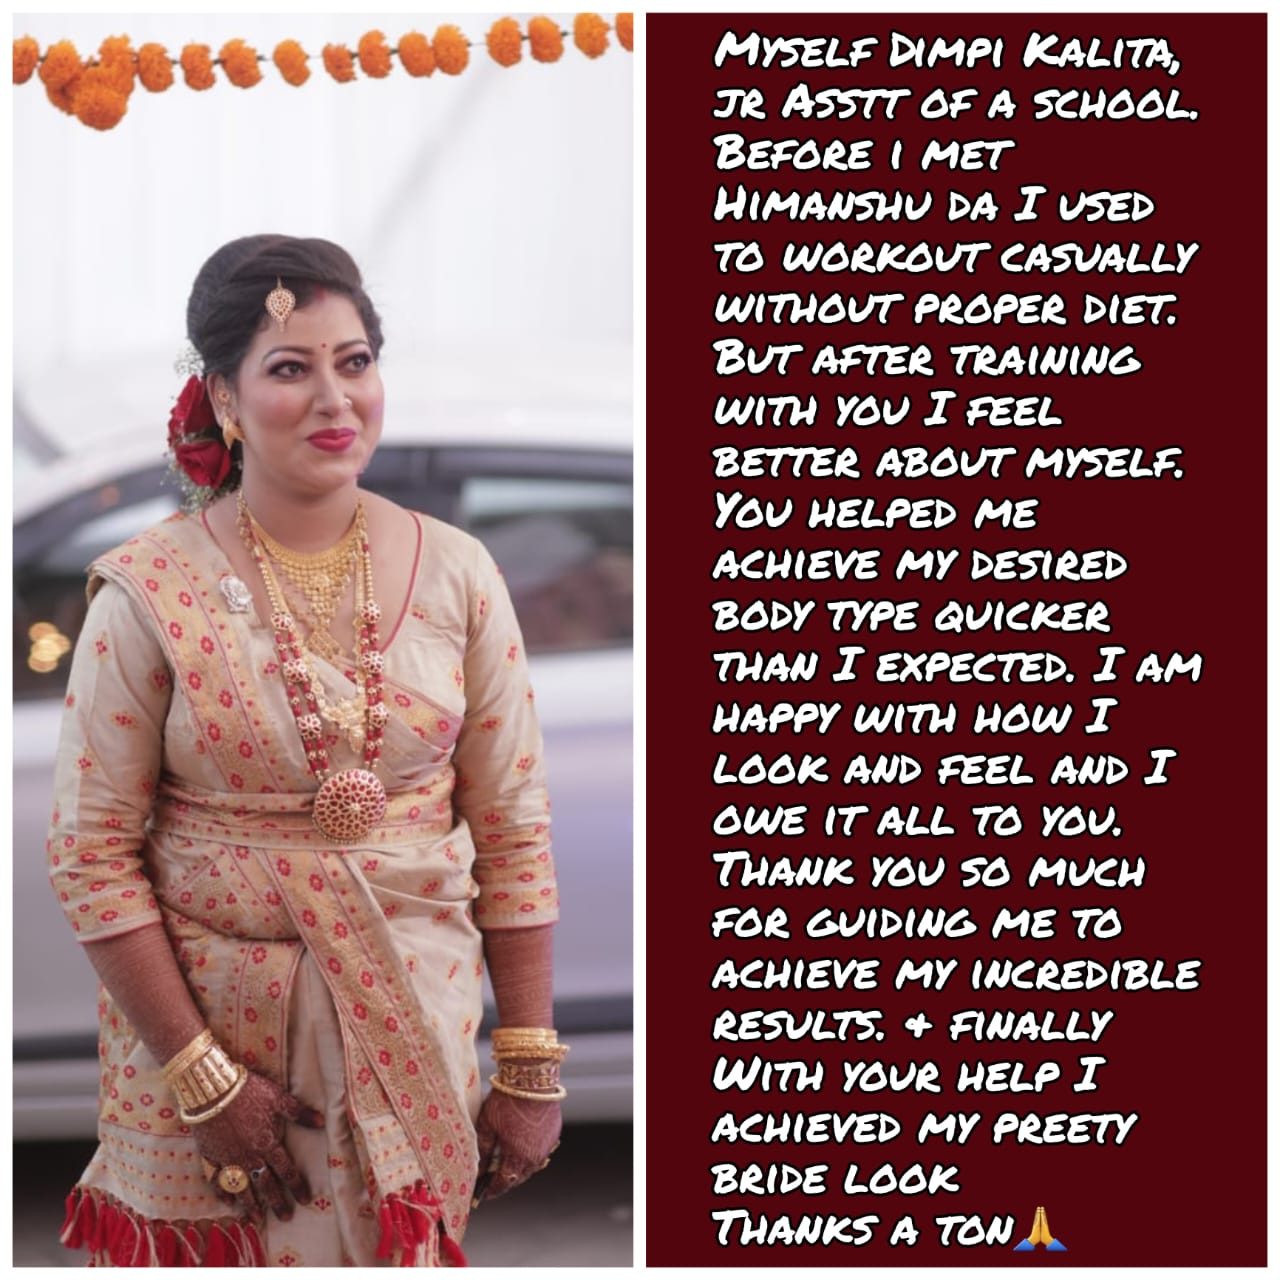 Myself Dimpi Kalita,
jr Asstt of a school.
Before i met
Himanshu da I used
to workout casually
without proper diet.
But after training
with you I feel
better about myself.
You helped me
achieve my desired
body type quicker
than I expected. I am
happy with how I
look and feel and I
owe it all to you.
Thank you so much
for guiding me to
achieve my incredible
results. & finally
With your help I
achieved my preety
bride look
Thanks a ton🙏